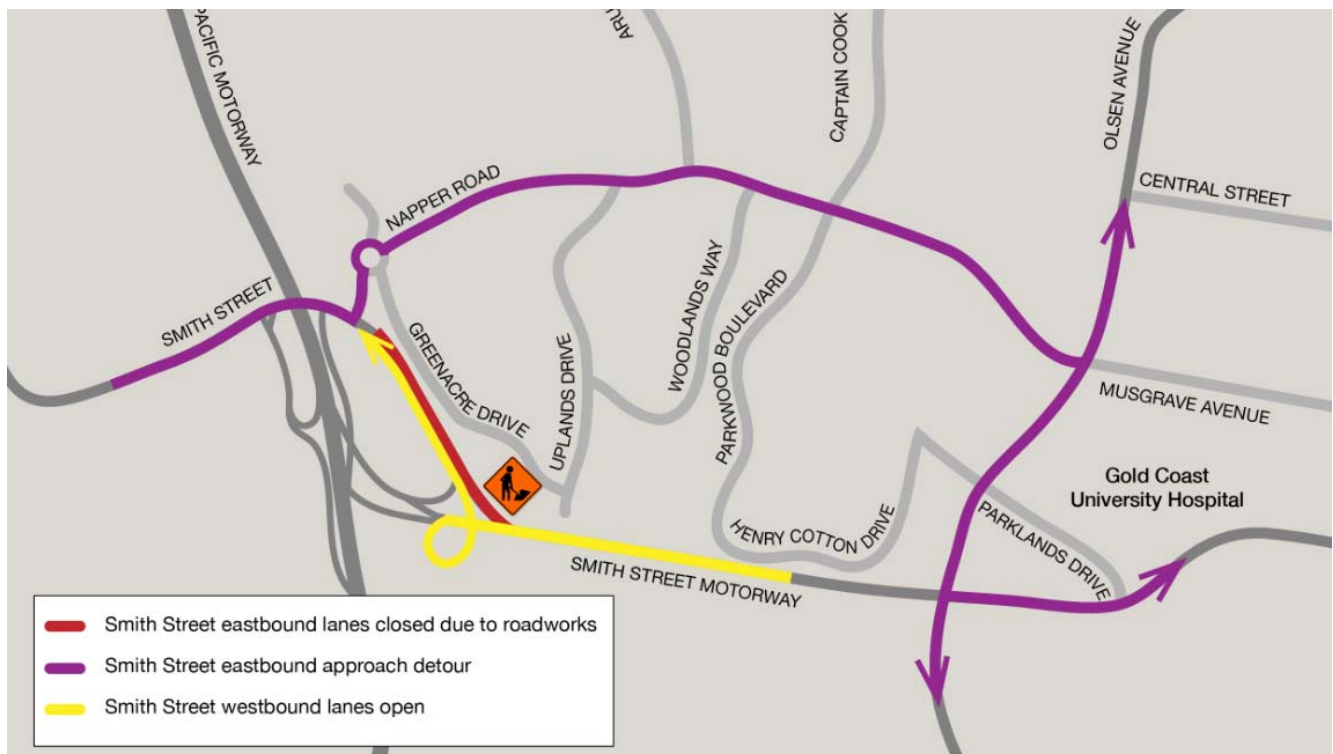 PACIFIC MOTORWAY
ARU
CAPTAIN COOK
OLSEN AVENUE
CENTRAL STREET
NAPPER ROAD
SMITH STREET
GREENACRE DRIVE
UPLANDS DRIVE
WOODLANDS WAY
PARKWOOD BOULEVARD
MUSGRAVE AVENUE
Gold Coast
University Hospital
HENRY COTTON DRIVE
PARKLANDS DRIVE
SMITH STREET MOTORWAY
Smith Street eastbound lanes closed due to roadworks
Smith Street eastbound approach detour
Smith Street westbound lanes open